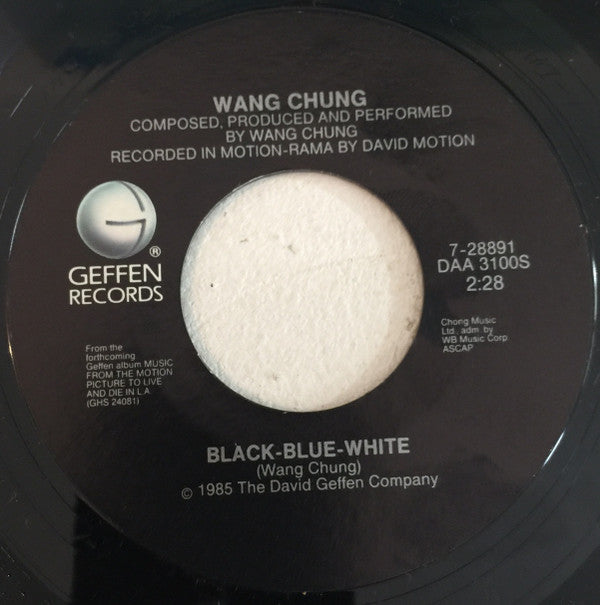 WANG CHUNG
COMPOSED, PRODUCED AND PERFORMED
BY WANG CHUNG
RECORDED IN MOTION-RAMA BY DAVID MOTION
®
GEFFEN
RECORDS
7-28891
DAA 3100S
2:28
Chong Music
Ltd., adm. by
WB Music Corp.
ASCAP
From the
forthcoming
Geffen album MUSIC
FROM THE MOTION
PICTURE TO LIVE
AND DIE IN L.A.
(GHS 24081)
BLACK-BLUE-WHITE
(Wang Chung)
© 1985 The David Geffen Company